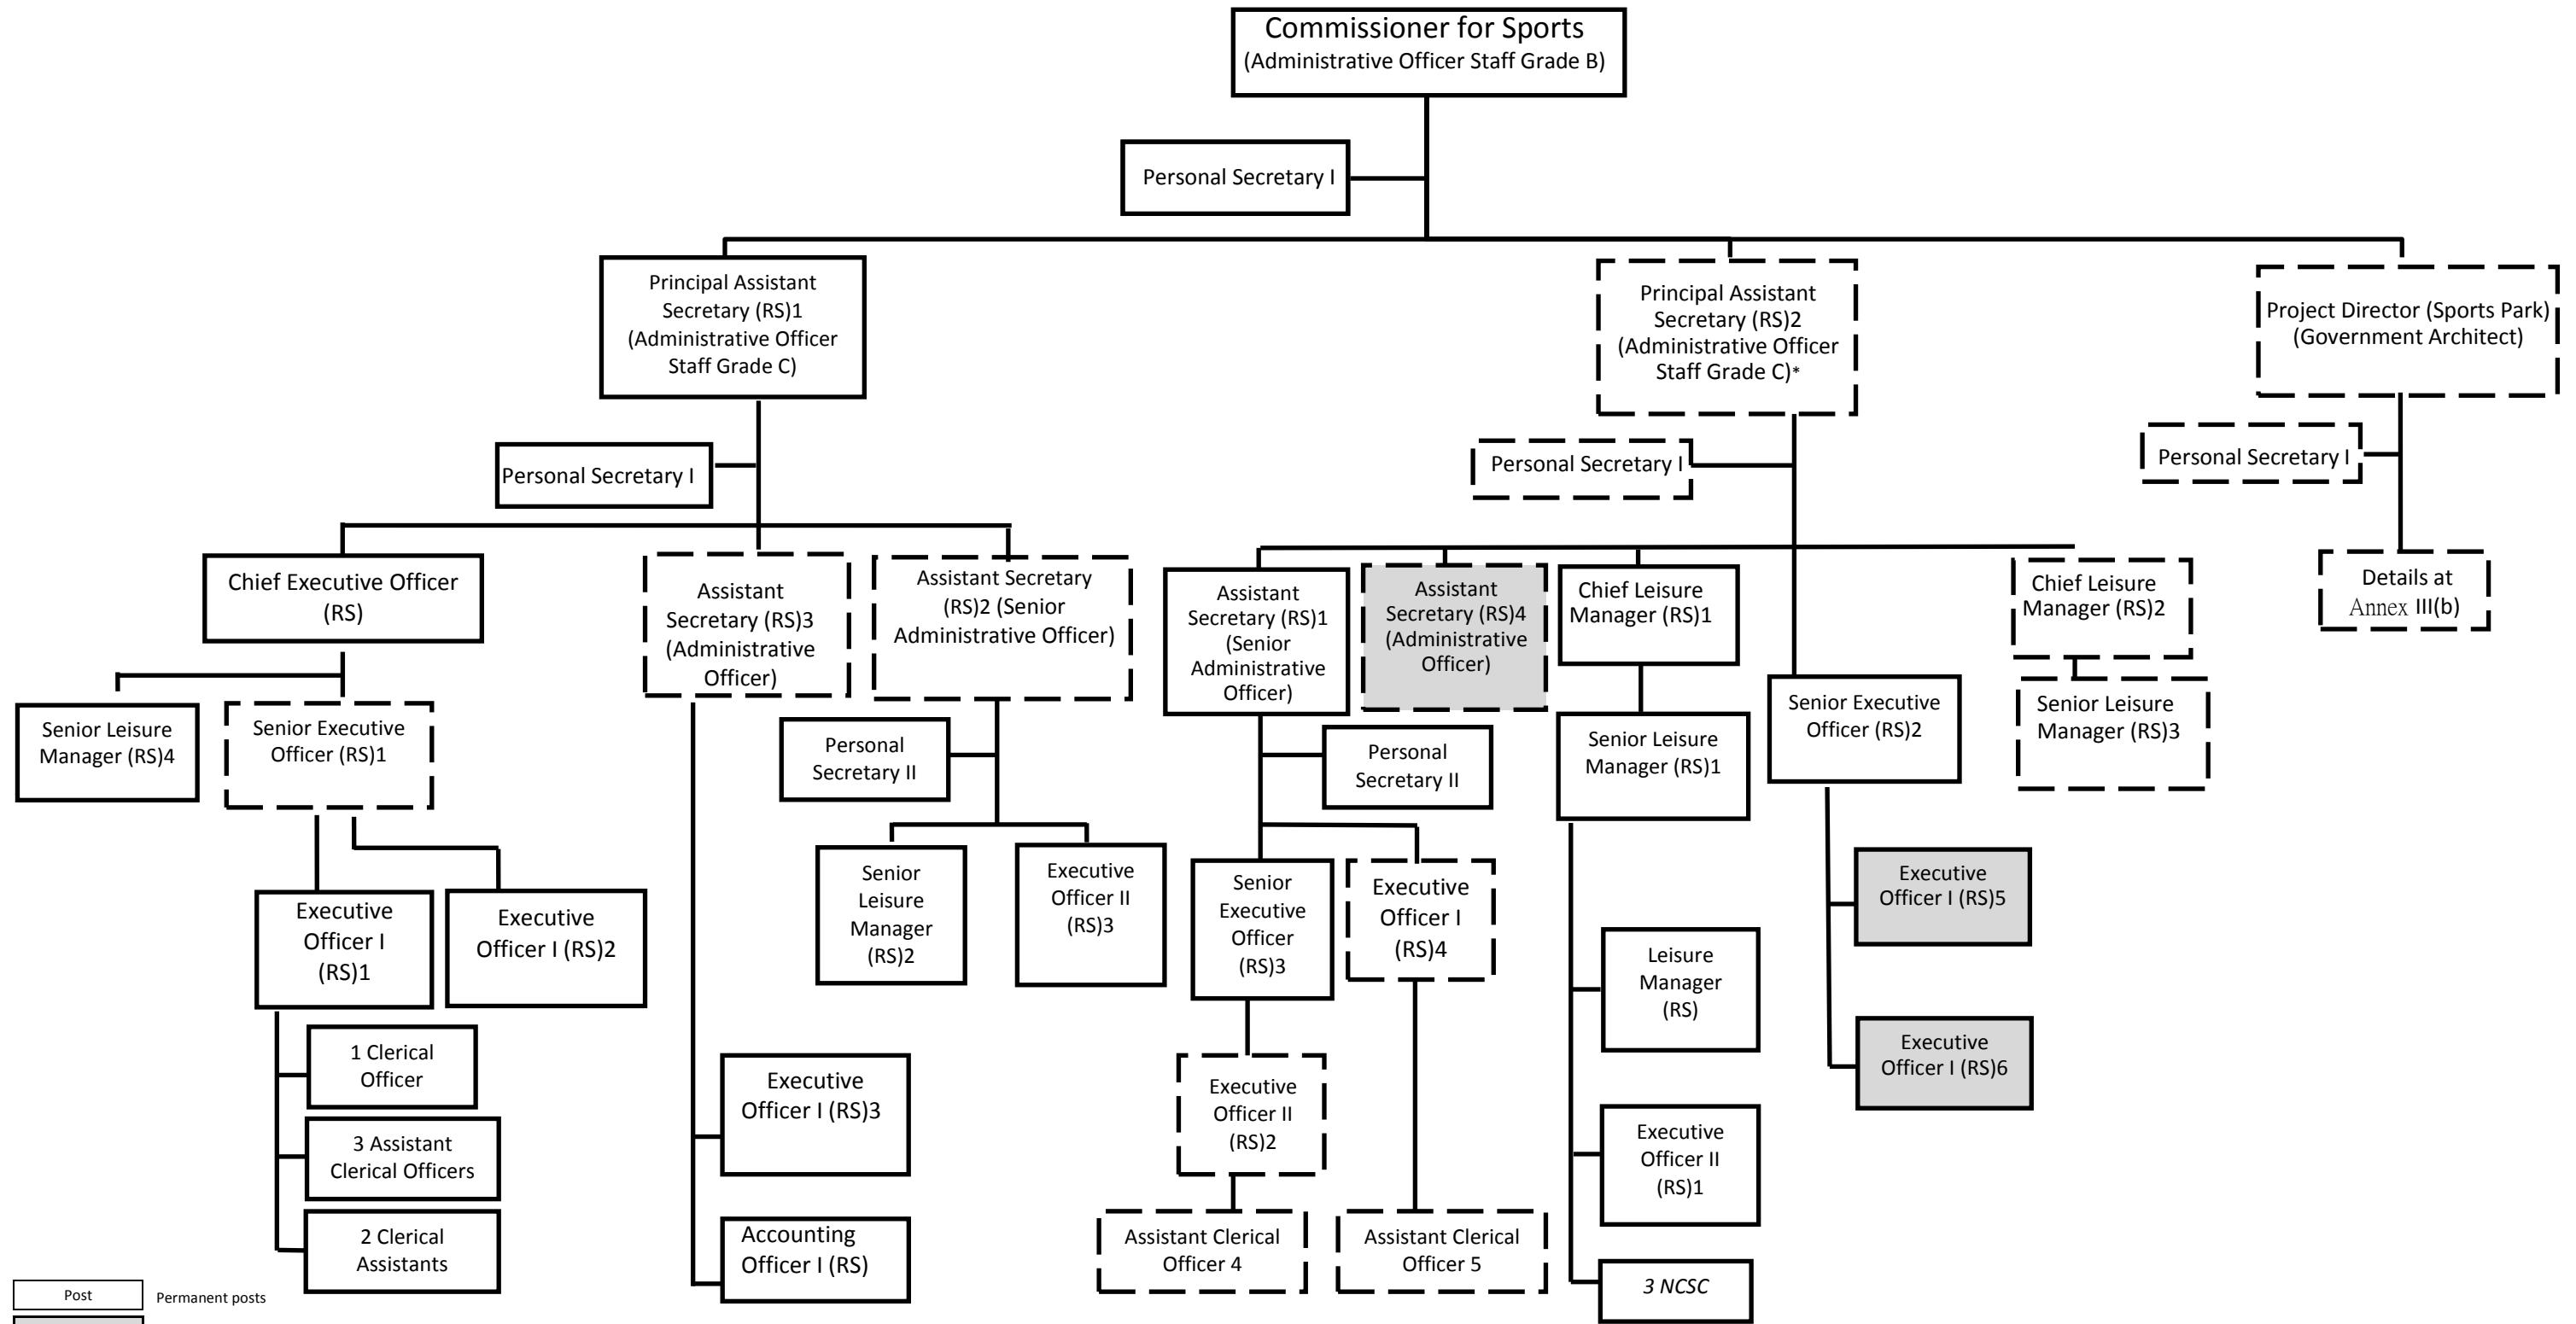 Commissioner for Sports
(Administrative Officer Staff Grade B)
Personal Secretary I
Principal Assistant
Secretary (RS)1
(Administrative Officer
Staff Grade C)
Principal Assistant
Secretary (RS)2
(Administrative Officer
Staff Grade C)*
Project Director (Sports Park)
(Government Architect)
Personal Secretary I
Personal Secretary I
Personal Secretary I
Chief Executive Officer
(RS)
Assistant
Secretary (RS)3
(Administrative
Officer)
Assistant Secretary
(RS)2 (Senior
Administrative Officer)
Assistant
Secretary (RS)1
(Senior
Administrative
Officer)
Assistant
Secretary (RS)4
(Administrative
Officer)
Chief Leisure
Manager (RS)1
Chief Leisure
Manager (RS)2
Details at
Annex III(b)
Senior Leisure
Manager (RS)4
Senior Executive
Officer (RS)1
Personal
Secretary II
Personal
Secretary II
Senior Leisure
Manager (RS)1
Senior Executive
Officer (RS)2
Senior Leisure
Manager (RS)3
Executive
Officer I
(RS)1
Executive
Officer I (RS)2
Senior
Leisure
Manager
(RS)2
Executive
Officer II
(RS)3
Senior
Executive
Officer
(RS)3
Executive
Officer I
(RS)4
Executive
Officer I (RS)5
Leisure
Manager
(RS)
Executive
Officer I (RS)6
1 Clerical
Officer
Executive
Officer I (RS)3
Executive
Officer II
(RS)2
Executive
Officer II
(RS)1
3 Assistant
Clerical Officers
2 Clerical
Assistants
Accounting
Officer I (RS)
Assistant Clerical
Officer 4
Assistant Clerical
Officer 5
3 NCSC
Post
Permanent posts